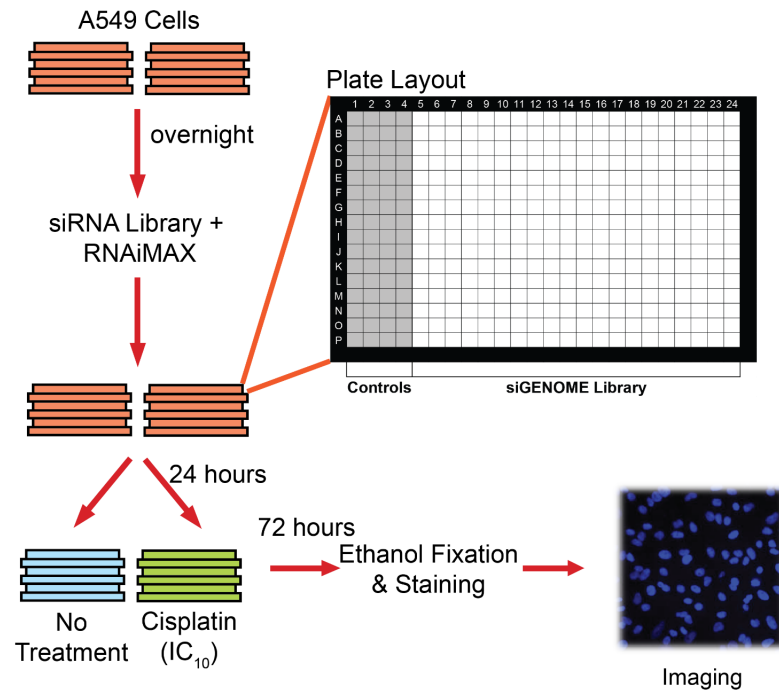 A549 Cells
overnight
siRNA Library +
RNAiMAX
Plate Layout
1 2 3 4 5 6 7 8 9 10 11 12 13 14 15 16 17 18 19 20 21 22 23 24
A
B
C
D
E
F
G
H
I
J
K
L
M
N
O
P
Controls
siGENOME Library
24 hours
72 hours
No
Treatment
Cisplatin
(IC₁₀)
Ethanol Fixation
& Staining
Imaging